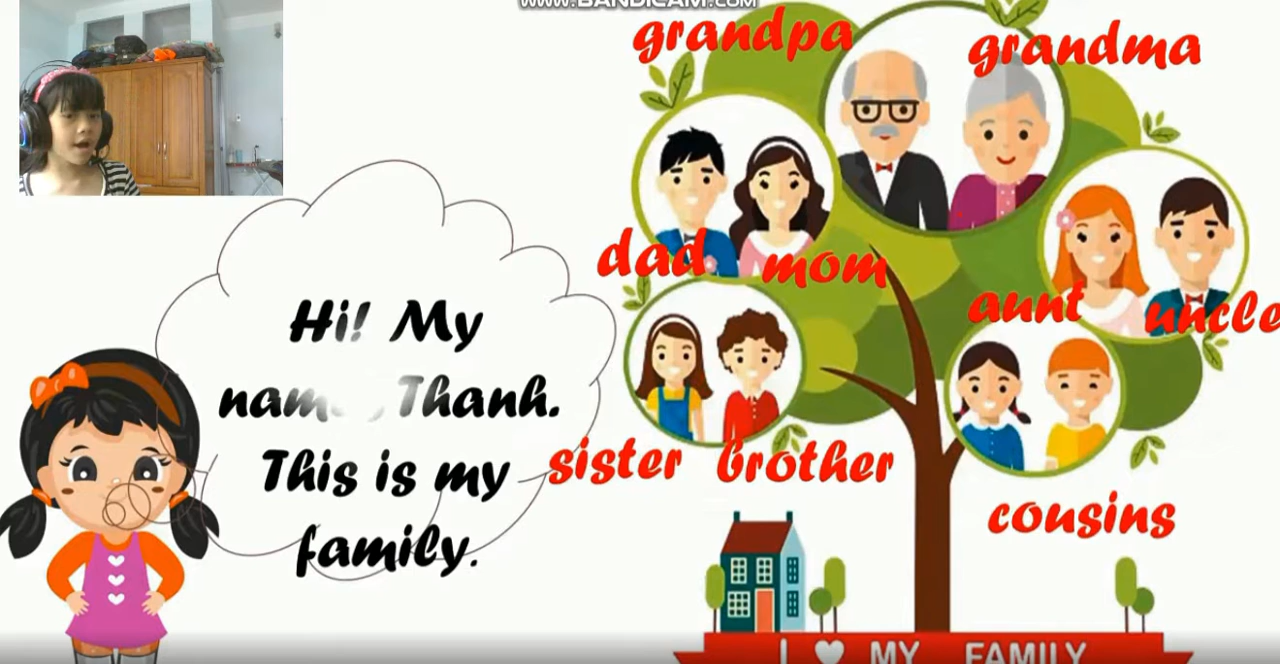 www.BANDICAM.com
grandpa
grandma
dad
mom
aunt
uncle
Hi! My
Thanh.
This is my
family.
sister
brother
cousins
I ♥ MY FAMILY